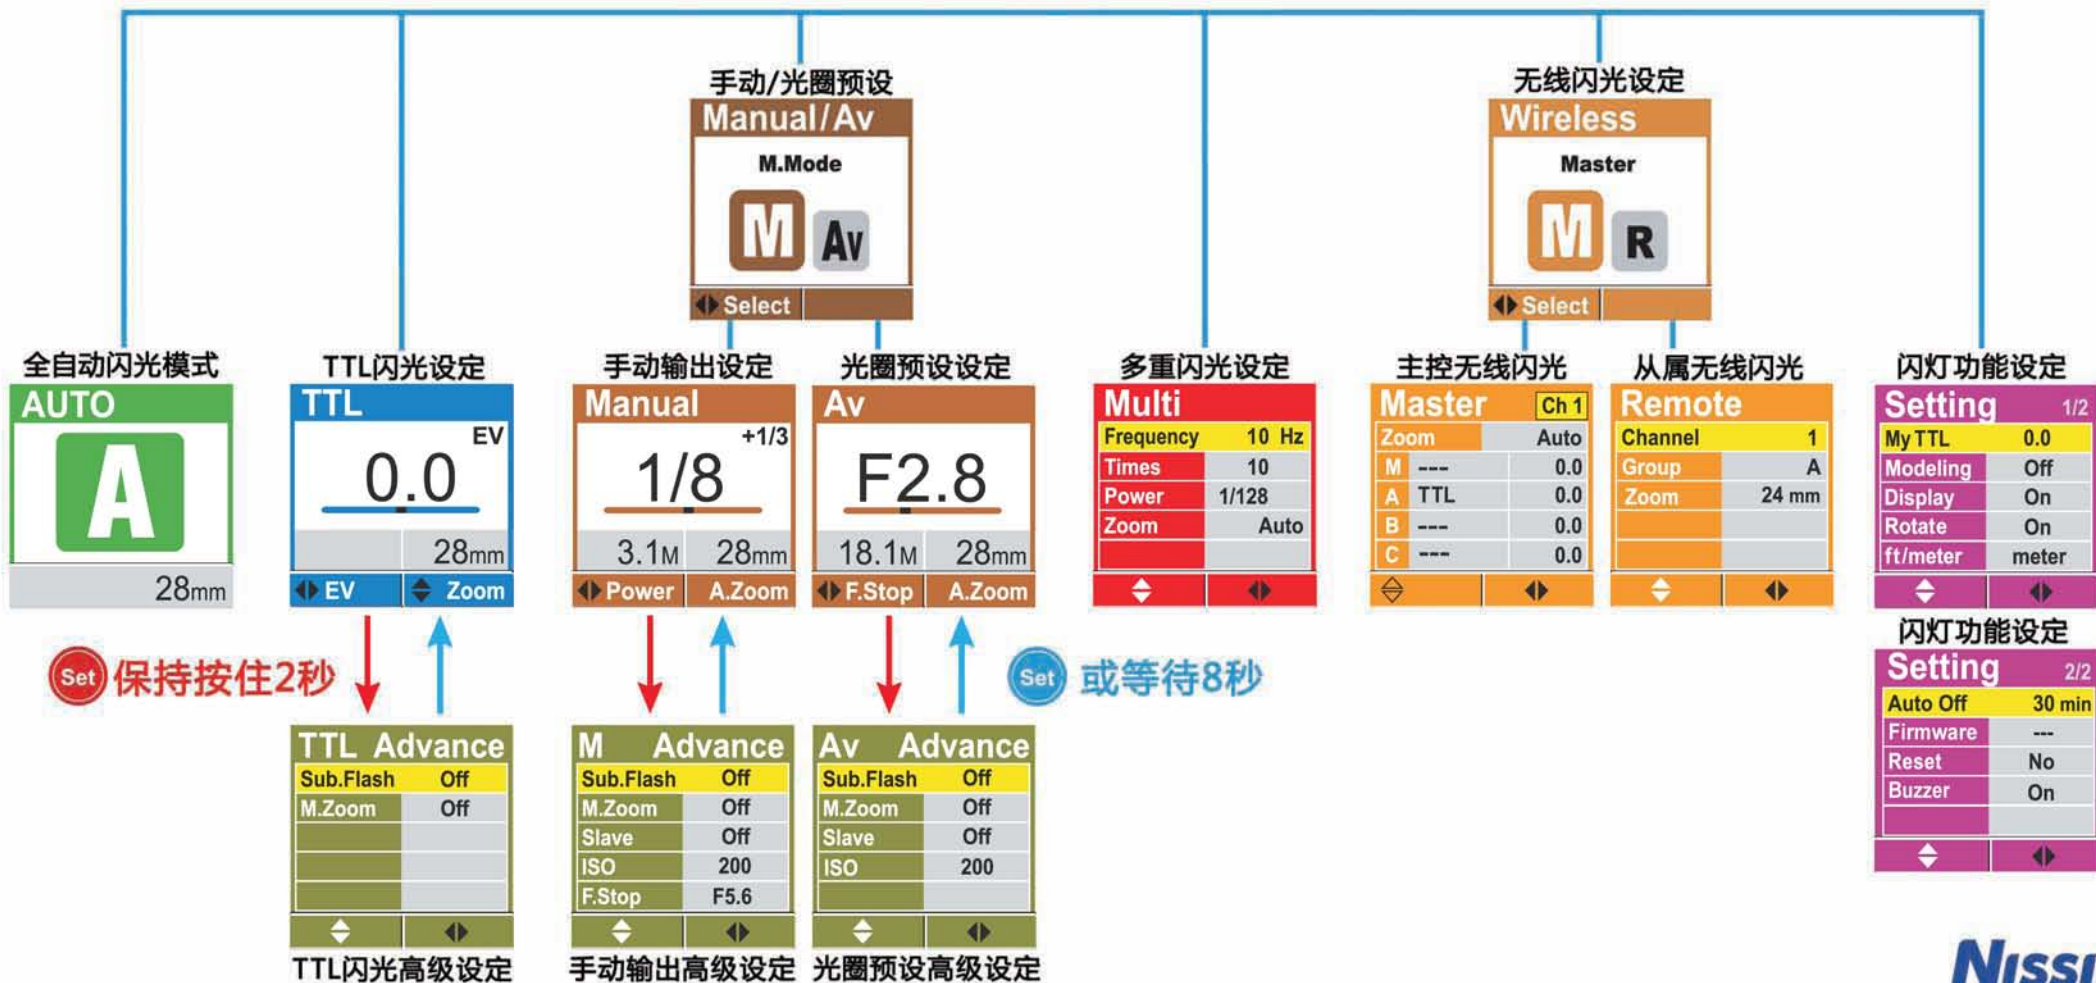 手动/光圈预设
Manual/Av
M.Mode
M Av
Select
无线闪光设定
Wireless
Master
M R
Select
全自动闪光模式
AUTO
A
28mm
TTL闪光设定
TTL
EV
0.0
28mm
EV Zoom
手动输出设定
Manual
+1/3
1/8
3.1M 28mm
Power A.Zoom
光圈预设设定
Av
F2.8
18.1M 28mm
F.Stop A.Zoom
多重闪光设定
Multi
Frequency 10 Hz
Times 10
Power 1/128
Zoom Auto
主控无线闪光
Master Ch 1
Zoom Auto
M --- 0.0
A TTL 0.0
B --- 0.0
C --- 0.0
从属无线闪光
Remote
Channel 1
Group A
Zoom 24 mm
闪灯功能设定
Setting 1/2
My TTL 0.0
Modeling Off
Display On
Rotate On
ft/meter meter
闪灯功能设定
Setting 2/2
Auto Off 30 min
Firmware ---
Reset No
Buzzer On
Set 保持按住2秒
Set 或等待8秒
TTL Advance
Sub.Flash Off
M.Zoom Off
TTL闪光高级设定
M Advance
Sub.Flash Off
M.Zoom Off
Slave Off
ISO 200
F.Stop F5.6
手动输出高级设定
Av Advance
Sub.Flash Off
M.Zoom Off
Slave Off
ISO 200
光圈预设高级设定
Nissi